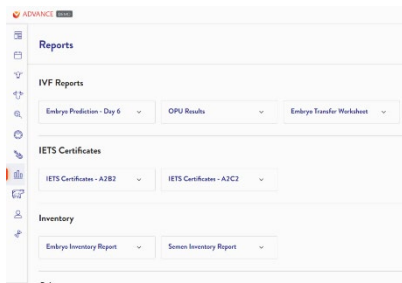 ADVANCE
Reports
IVF Reports
Embryo Prediction - Day 6
OPU Results
Embryo Transfer Worksheet
IETS Certificates
IETS Certificates - A2B2
IETS Certificates - A2C2
Inventory
Embryo Inventory Report
Semen Inventory Report